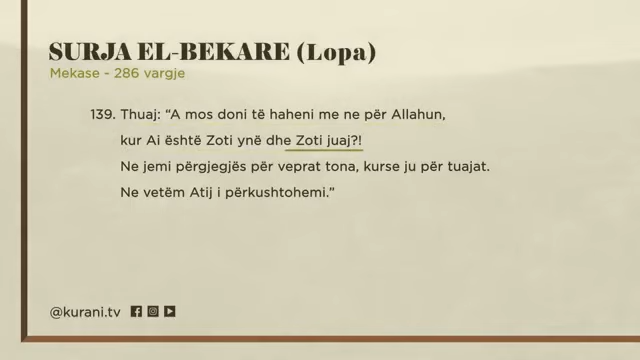 SURJA EL-BEKARE (Lopa)
Mekase - 286 vargje
139. Thuaj: “A mos doni të haheni me ne për Allahun,
kur Ai është Zoti ynë dhe Zoti juaj?!
Ne jemi përgjegjës për veprat tona, kurse ju për tuajat.
Ne vetëm Atij i përkushtohemi.”
@kurani.tv